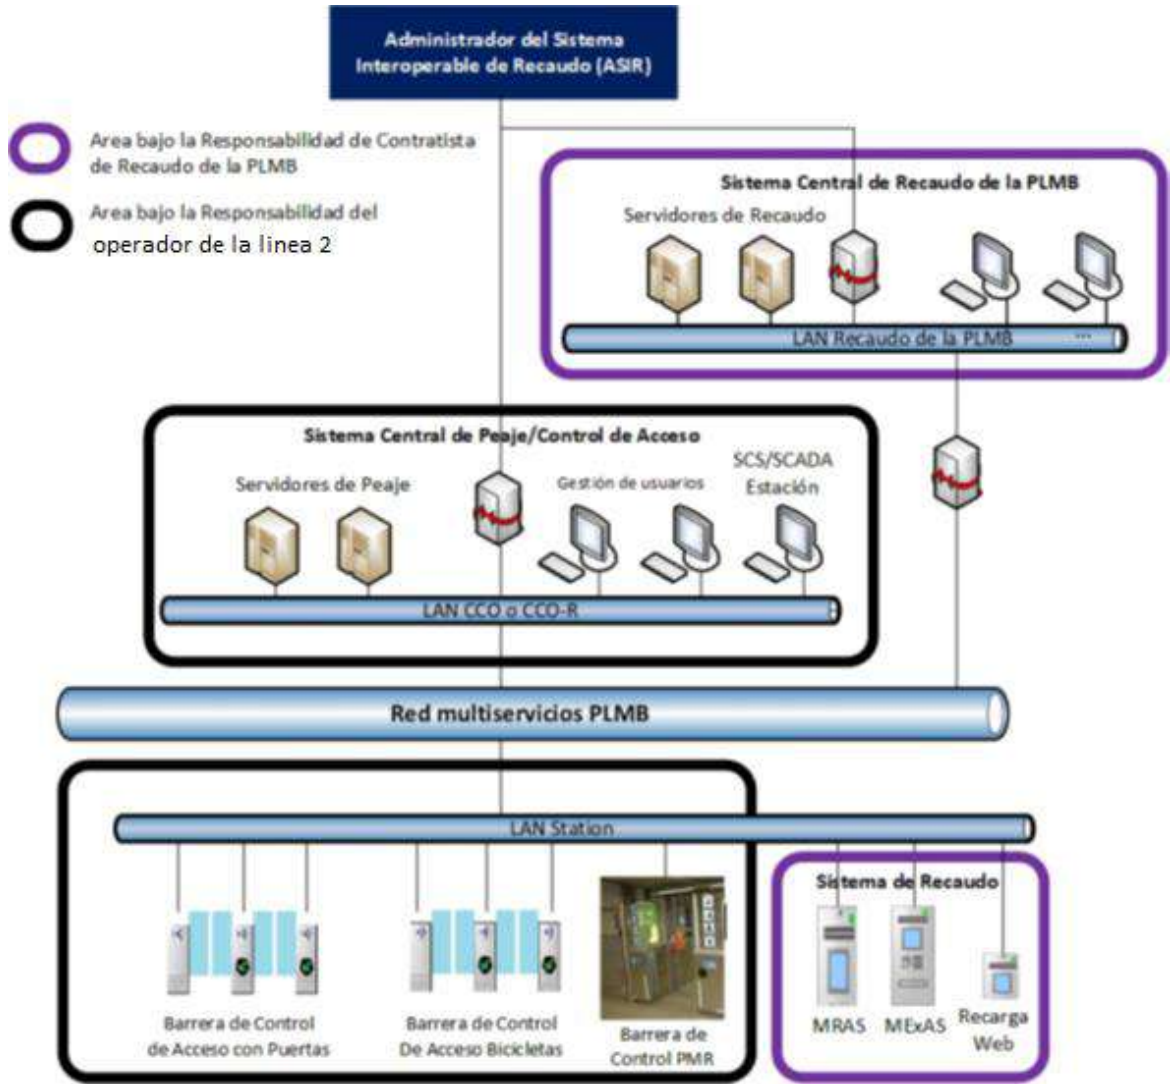 Administrador del Sistema
Interoperable de Recaudo (ASIR)
Area bajo la Responsabilidad de Contratista
de Recaudo de la PLMB
Area bajo la Responsabilidad del
operador de la linea 2
Sistema Central de Recaudo de la PLMB
Servidores de Recaudo
LAN Recaudo de la PLMB
...
Sistema Central de Peaje/Control de Acceso
Servidores de Peaje
Gestión de usuarios
SCS/SCADA
Estación
LAN CCO o CCO-R
Red multiservicios PLMB
LAN Station
Barrera de Control
de Acceso con Puertas
Barrera de Control
De Acceso Bicicletas
Barrera de
Control PMR
Sistema de Recaudo
MRAS
MExAS
Recarga
Web